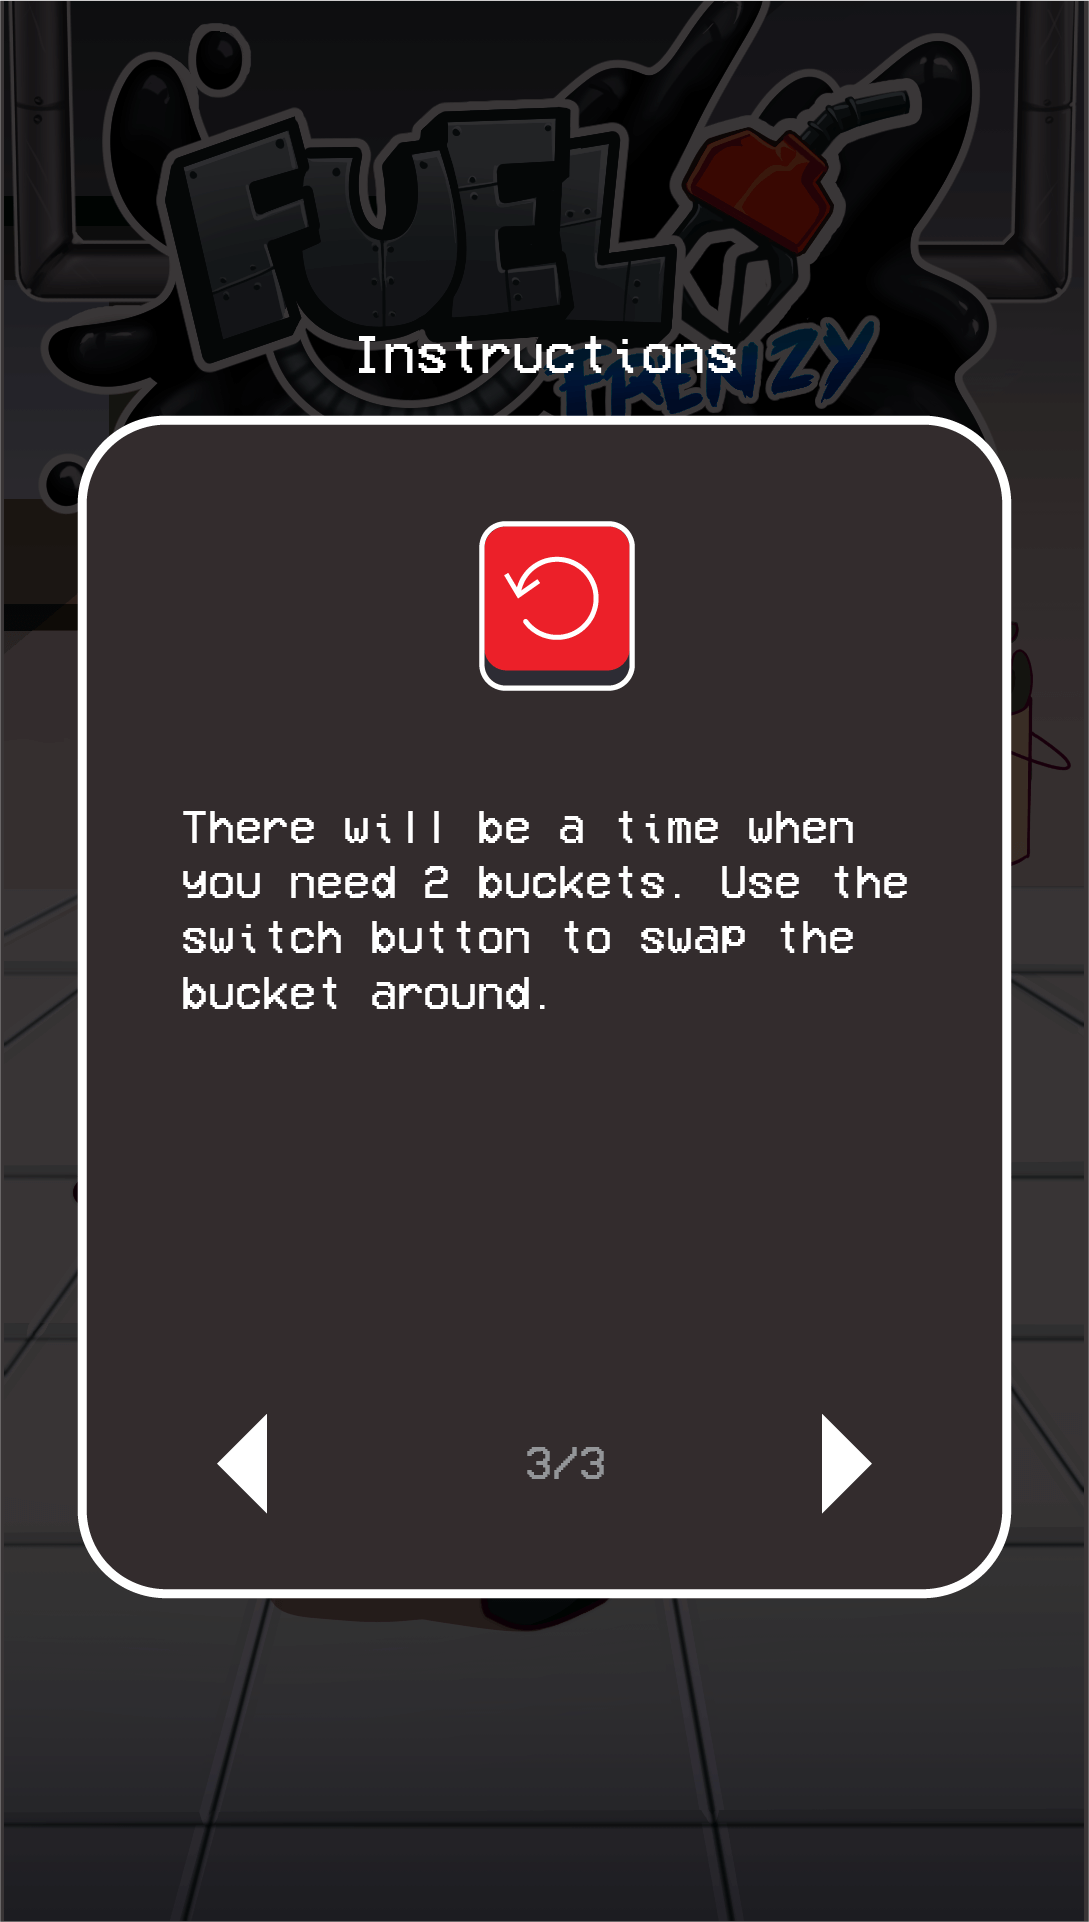 FUEL
FRENZY
Instructions
There will be a time when
you need 2 buckets. Use the
switch button to swap the
bucket around.
3/3